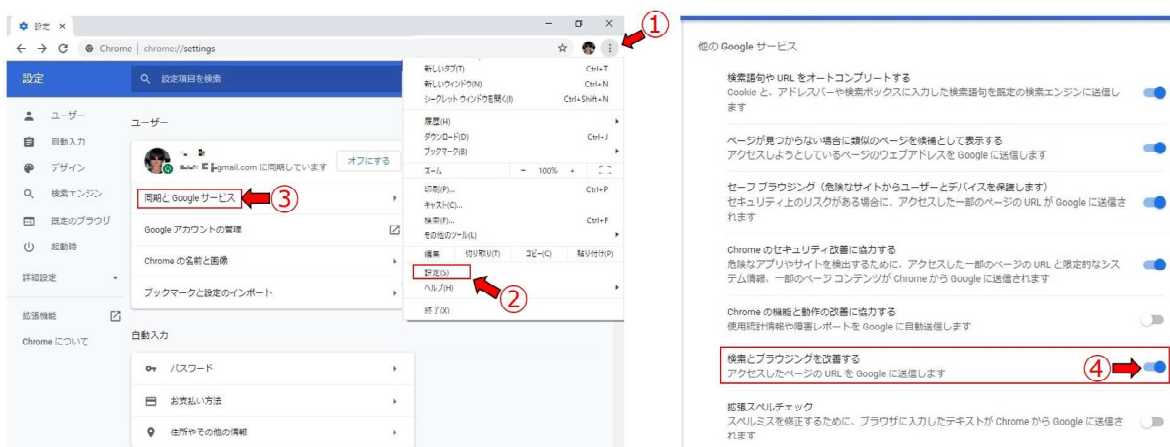 設定 ×
①
Chrome | chrome://settings
設定
設定項目を検索
ユーザー
自動入力
デザイン
検索エンジン
既定のブラウザ
起動時
詳細設定
拡張機能
Chrome について
ユーザー
gmail.com に同期しています
オフにする
同期と Google サービス
③
Google アカウントの管理
Chrome の名前と画像
ブックマークと設定のインポート
自動入力
パスワード
お支払い方法
住所やその他の情報
新しいタブ(T) Ctrl+T
新しいウィンドウ(N) Ctrl+N
シークレット ウィンドウを開く(I) Ctrl+Shift+N
履歴(H)
ダウンロード(D) Ctrl+J
ブックマーク(B)
ズーム - 100% +
印刷(P)... Ctrl+P
キャスト(C)...
検索(F)... Ctrl+F
その他のツール(L)
編集 切り取り(T) コピー(C) 貼り付け(P)
設定(S)
ヘルプ(H)
②
終了(X)
他の Google サービス
検索語句や URL をオートコンプリートする
Cookie と、アドレスバーや検索ボックスに入力した検索語句を既定の検索エンジンに送信し
ます
ページが見つからない場合に類似のページを候補として表示する
アクセスしようとしているページのウェブアドレスを Google に送信します
セーフ ブラウジング（危険なサイトからユーザーとデバイスを保護します）
セキュリティ上のリスクがある場合に、アクセスした一部のページの URL が Google に送信さ
れます
Chrome のセキュリティ改善に協力する
危険なアプリやサイトを検出するために、アクセスした一部のページの URL と限定的なシス
テム情報、一部のページ コンテンツが Chrome から Google に送信されます
Chrome の機能と動作の改善に協力する
使用統計情報や障害レポートを Google に自動送信します
検索とブラウジングを改善する
アクセスしたページの URL を Google に送信します
④
拡張スペルチェック
スペルミスを修正するために、ブラウザに入力したテキストが Chrome から Google に送信さ
れます